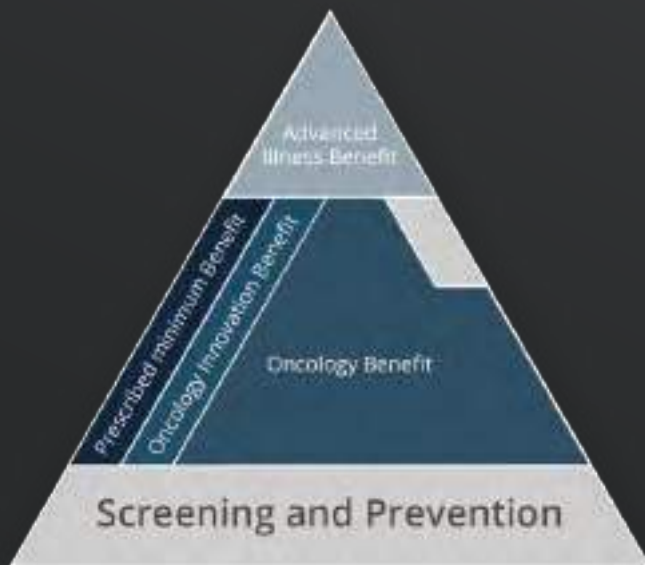 Advanced
Illness Benefit
Prescribed minimum Benefit
Oncology Innovation Benefit
Oncology Benefit
Screening and Prevention